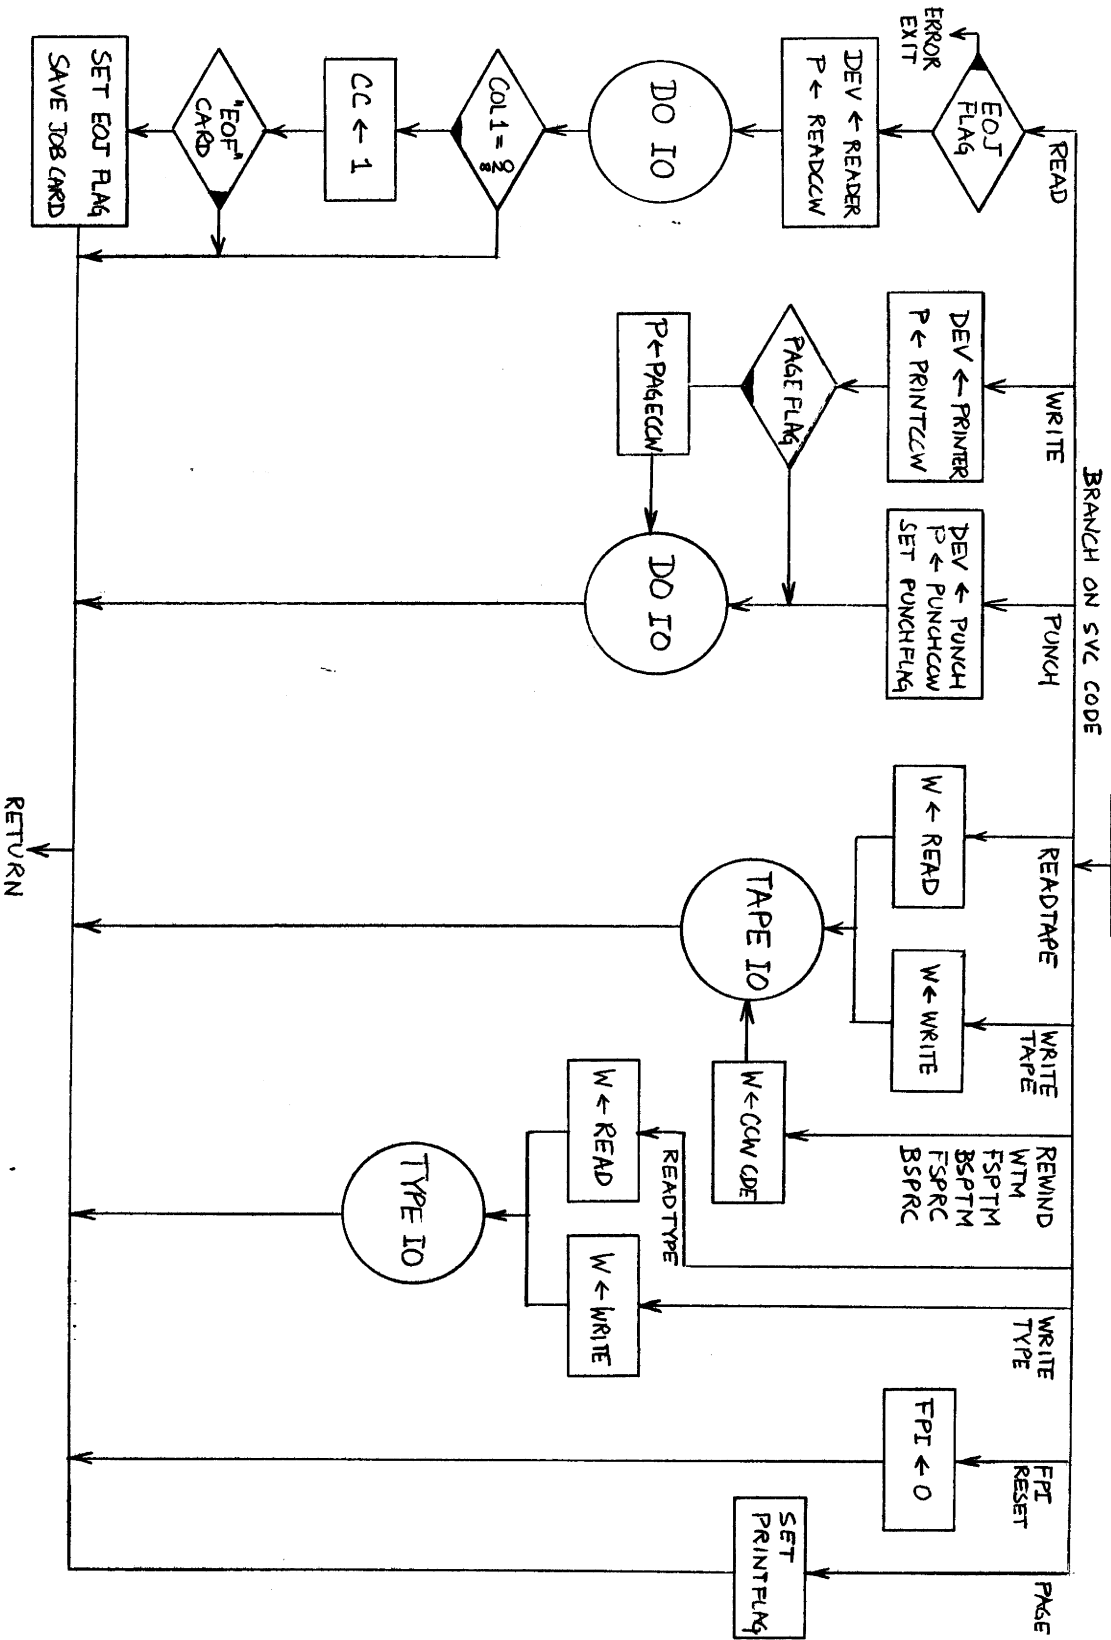 BRANCH ON SVC CODE
READ
WRITE
PUNCH
READTAPE
WRITE
TAPE
REWIND
WTM
FSPTM
BSPTM
FSPRC
BSPRC
WRITE
TYPE
FPI
RESET
PAGE
EOJ
FLAG
ERROR
EXIT
DEV ← READER
P ← READCCW
DO IO
COL 1 =
CC ← 1
"EOF"
CARD
SET EOJ FLAG
SAVE JOB CARD
DEV ← PRINTER
P ← PRINTCCW
PAGEFLAG
P ← PAGECCW
DEV ← PUNCH
P ← PUNCHCCW
SET PUNCHFLAG
DO IO
W ← READ
W ← WRITE
TAPE IO
W ← CCW CDE
READTYPE
W ← READ
W ← WRITE
TYPE IO
FPI ← 0
SET
PRINTFLAG
RETURN